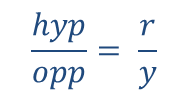 hyp/opp = r/y